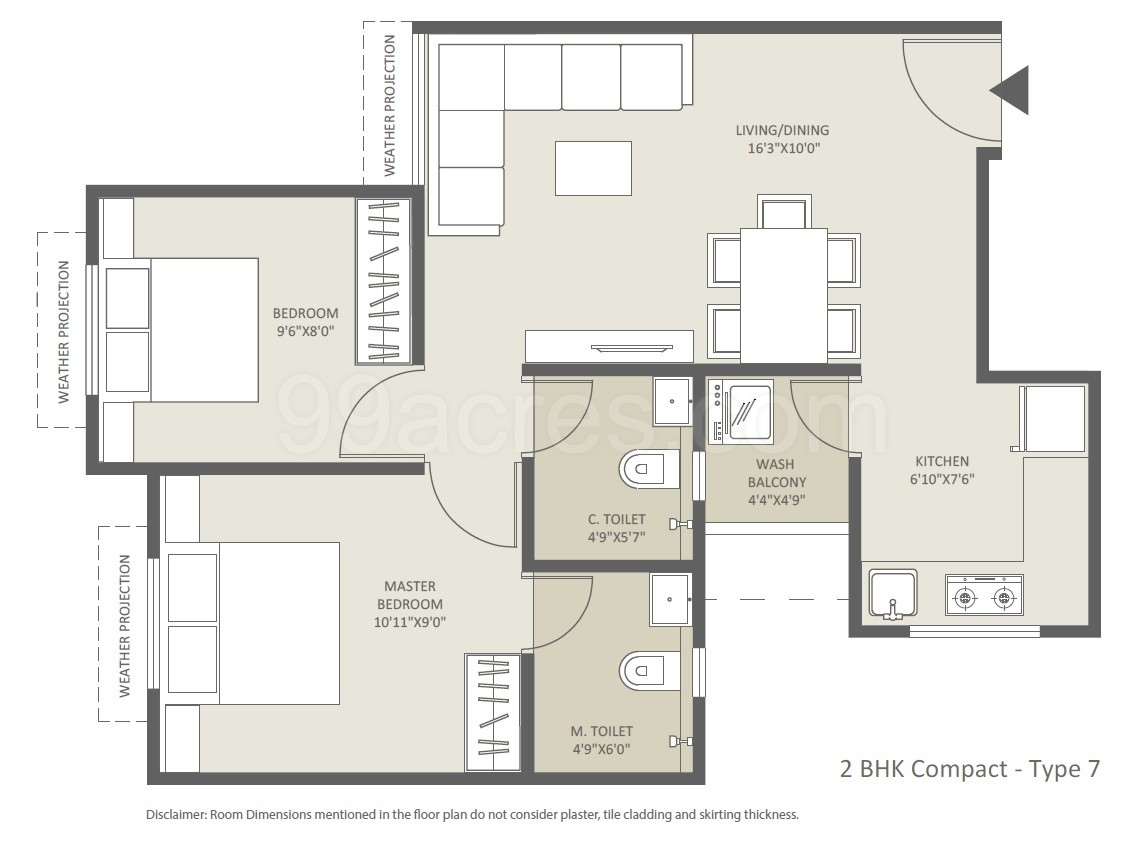 WEATHER PROJECTION
LIVING/DINING
16'3"X10'0"
WEATHER PROJECTION
BEDROOM
9'6"X8'0"
99acres.com
WASH
BALCONY
4'4"X4'9"
KITCHEN
6'10"X7'6"
C. TOILET
4'9"X5'7"
WEATHER PROJECTION
MASTER
BEDROOM
10'11"X9'0"
M. TOILET
4'9"X6'0"
2 BHK Compact - Type 7
Disclaimer: Room Dimensions mentioned in the floor plan do not consider plaster, tile cladding and skirting thickness.